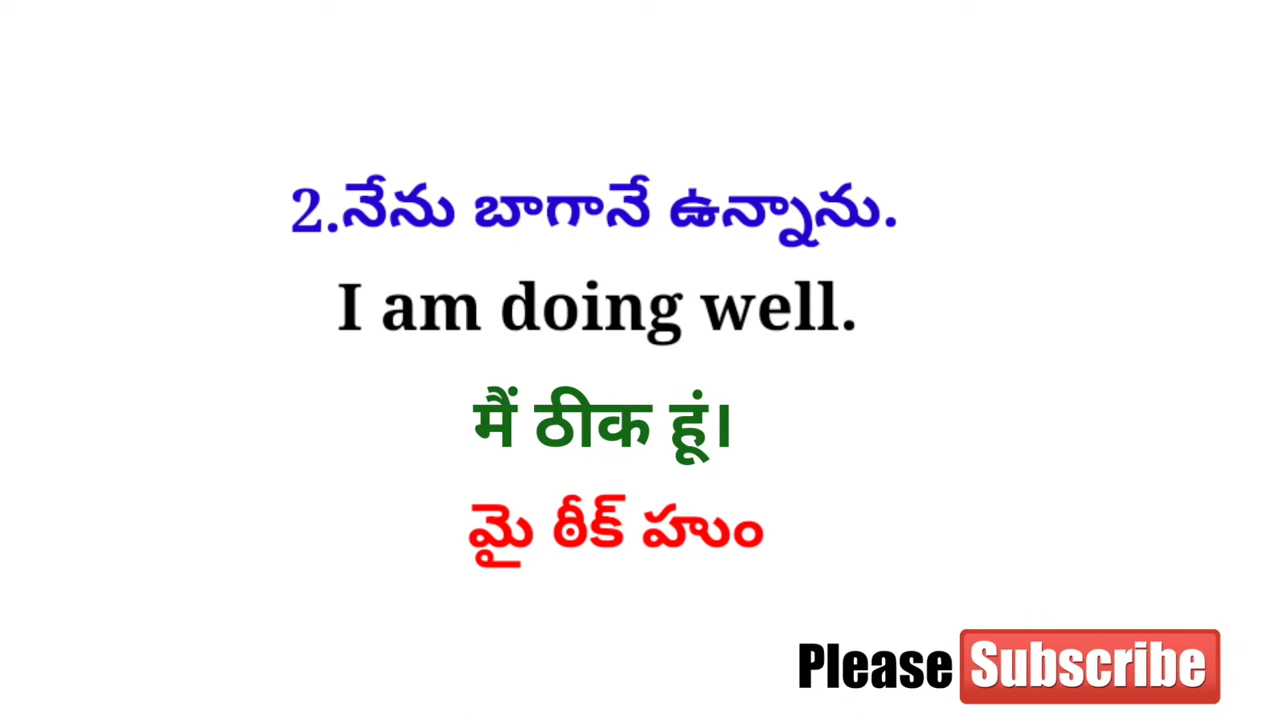 2.నేను బాగానే ఉన్నాను.
I am doing well.
मैं ठीक हूं।
మై ఠీక్ హుం
Please Subscribe